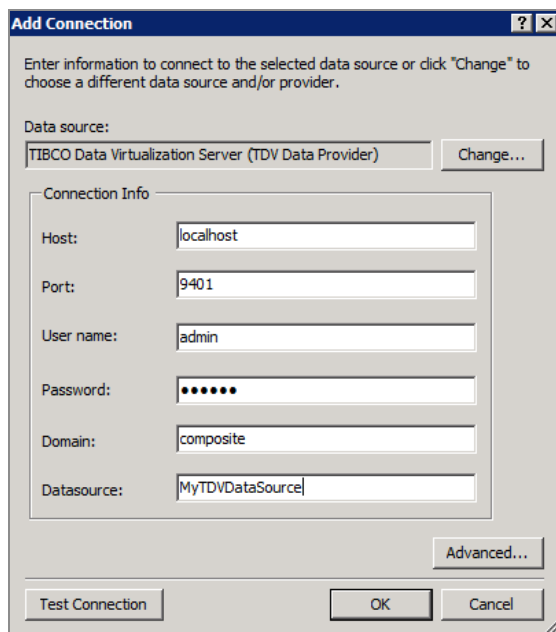 Add Connection
Enter information to connect to the selected data source or click "Change" to
choose a different data source and/or provider.
Data source:
TIBCO Data Virtualization Server (TDV Data Provider)
Change...
Connection Info
Host:
localhost
Port:
9401
User name:
admin
Password:
••••••
Domain:
composite
Datasource:
MyTDVDataSource
Advanced...
Test Connection
OK
Cancel